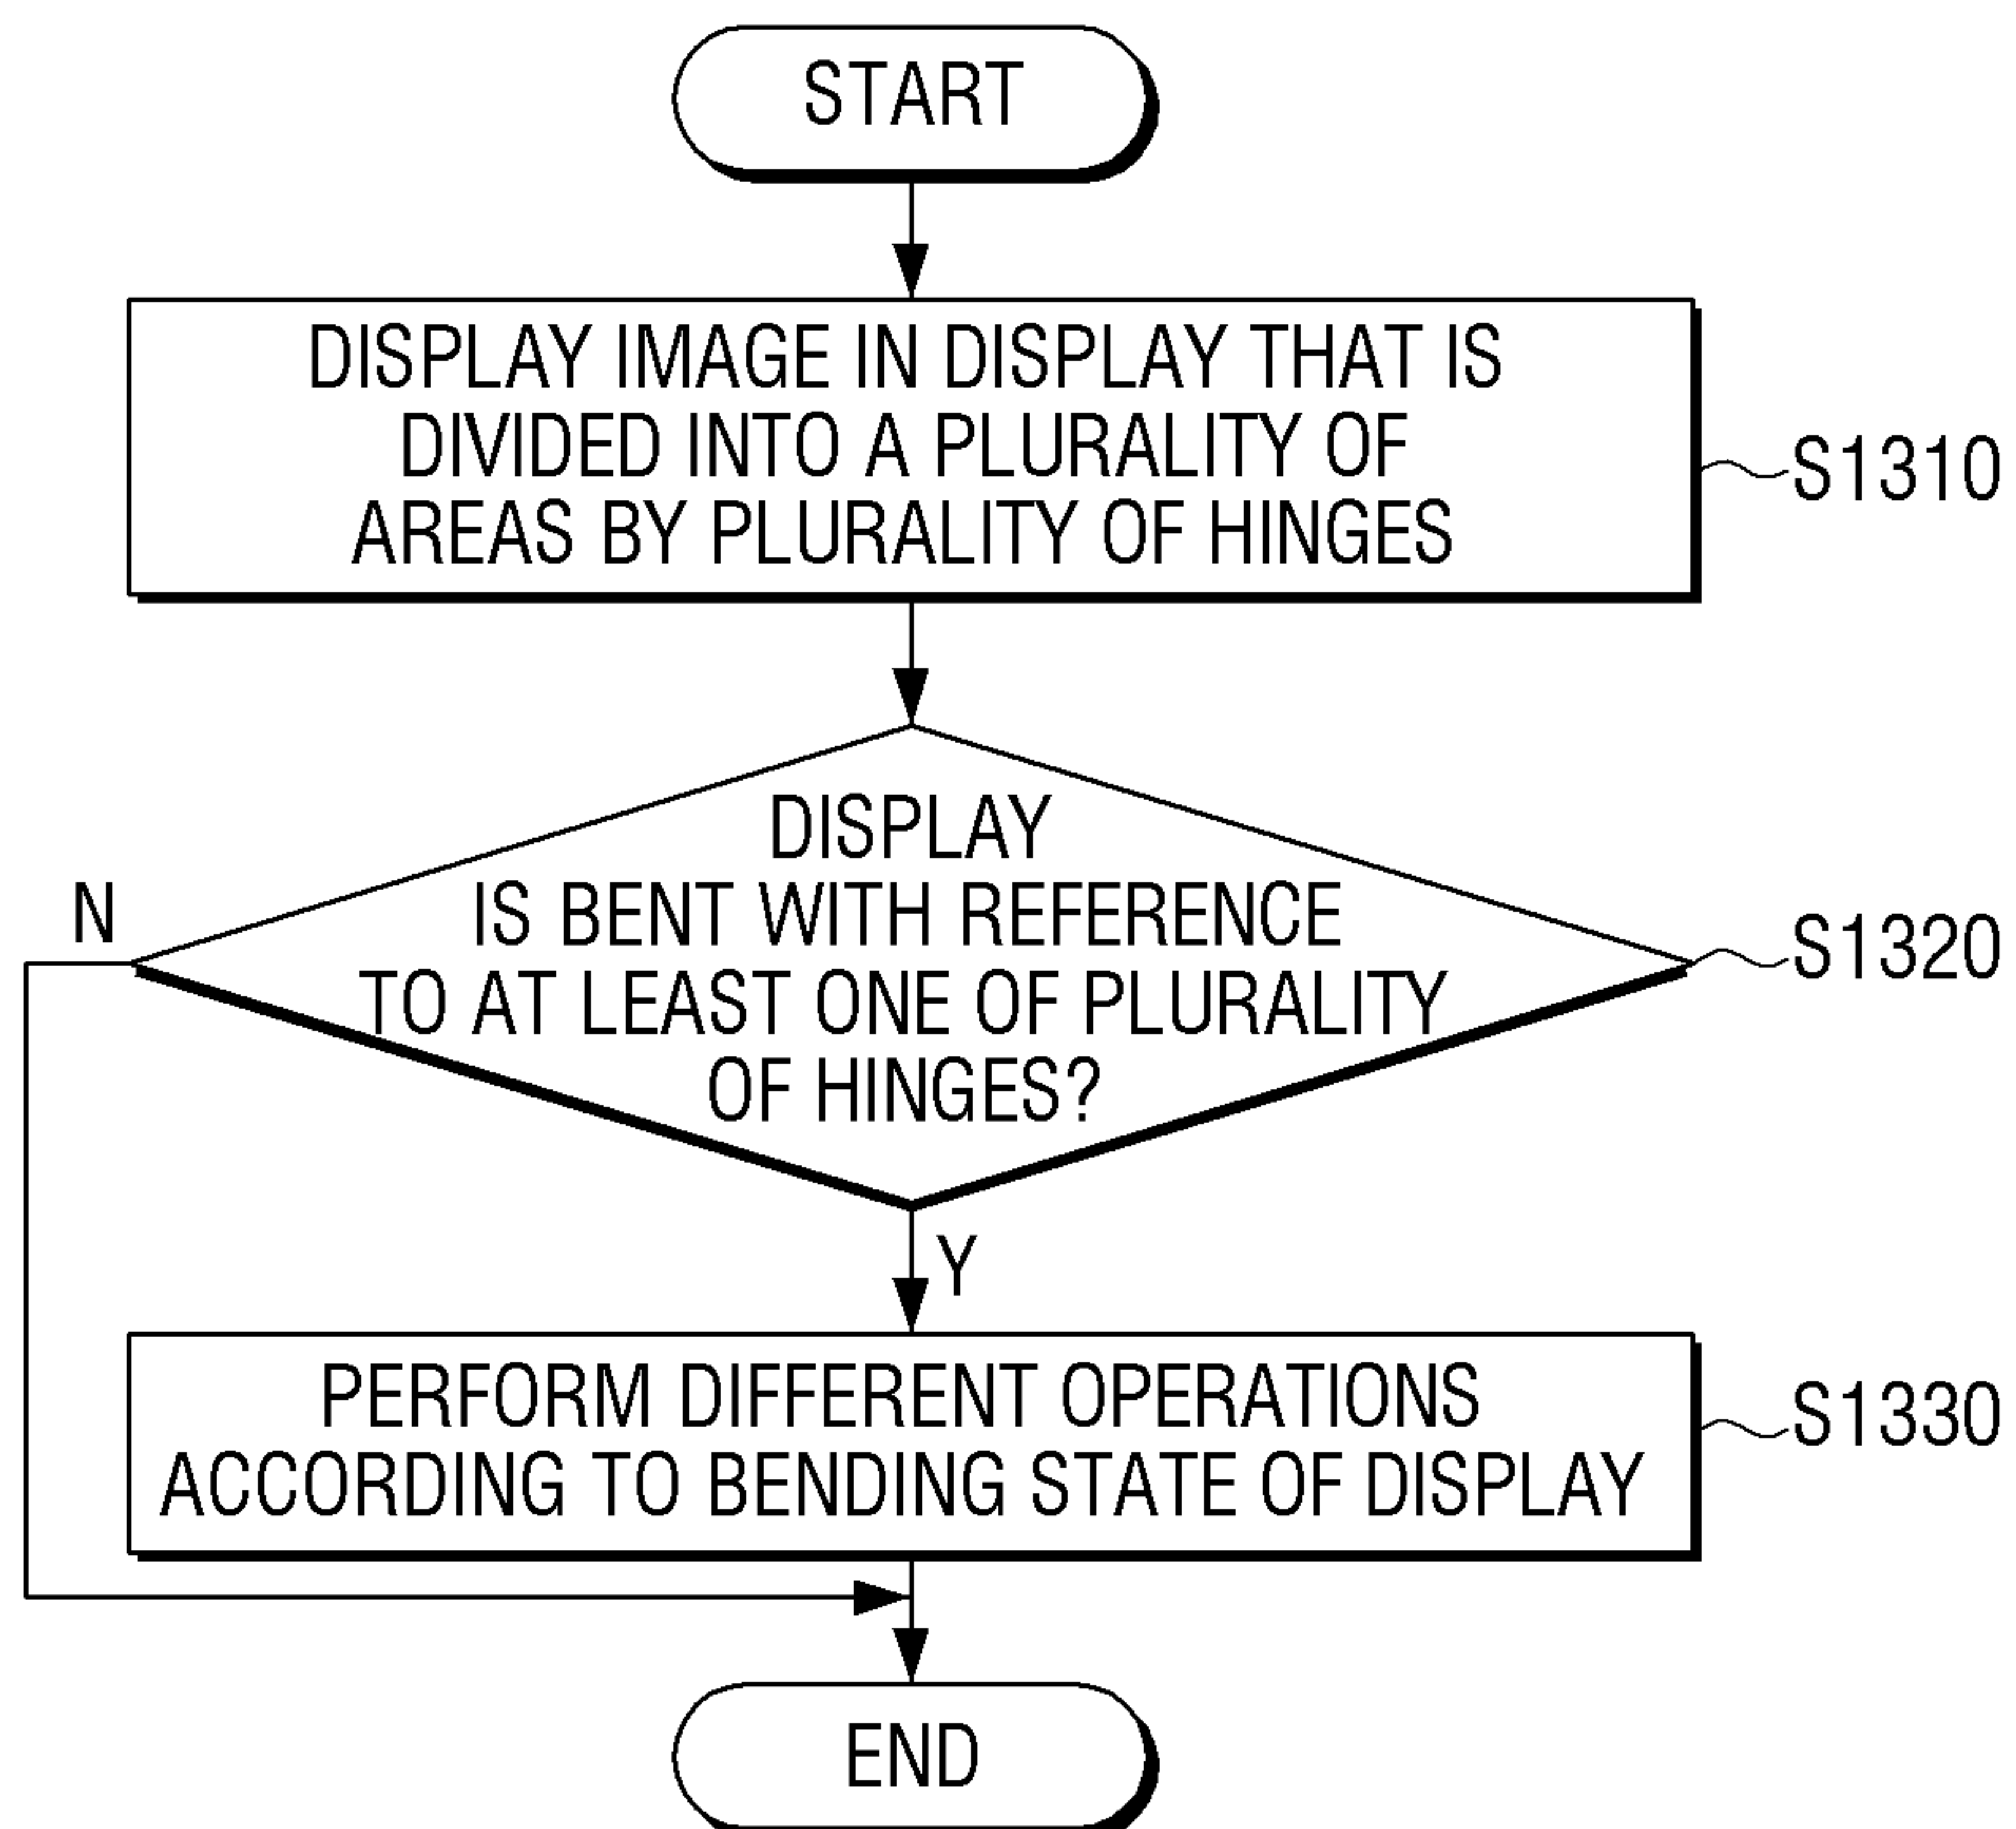 START
DISPLAY IMAGE IN DISPLAY THAT IS
DIVIDED INTO A PLURALITY OF
AREAS BY PLURALITY OF HINGES
S1310
DISPLAY
IS BENT WITH REFERENCE
TO AT LEAST ONE OF PLURALITY
OF HINGES?
N
S1320
Y
PERFORM DIFFERENT OPERATIONS
ACCORDING TO BENDING STATE OF DISPLAY
S1330
END